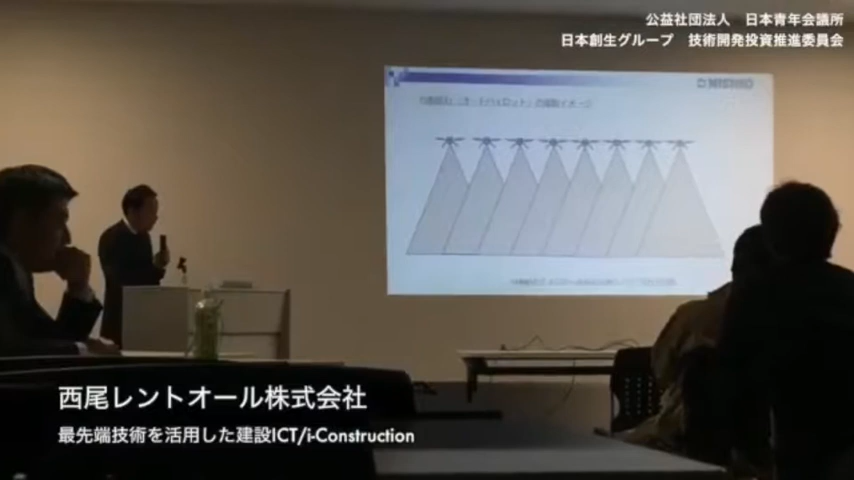 公益社団法人 日本青年会議所
日本創生グループ 技術開発投資推進委員会
NISHIO
西尾レントオール株式会社
最先端技術を活用した建設ICT/i-Construction